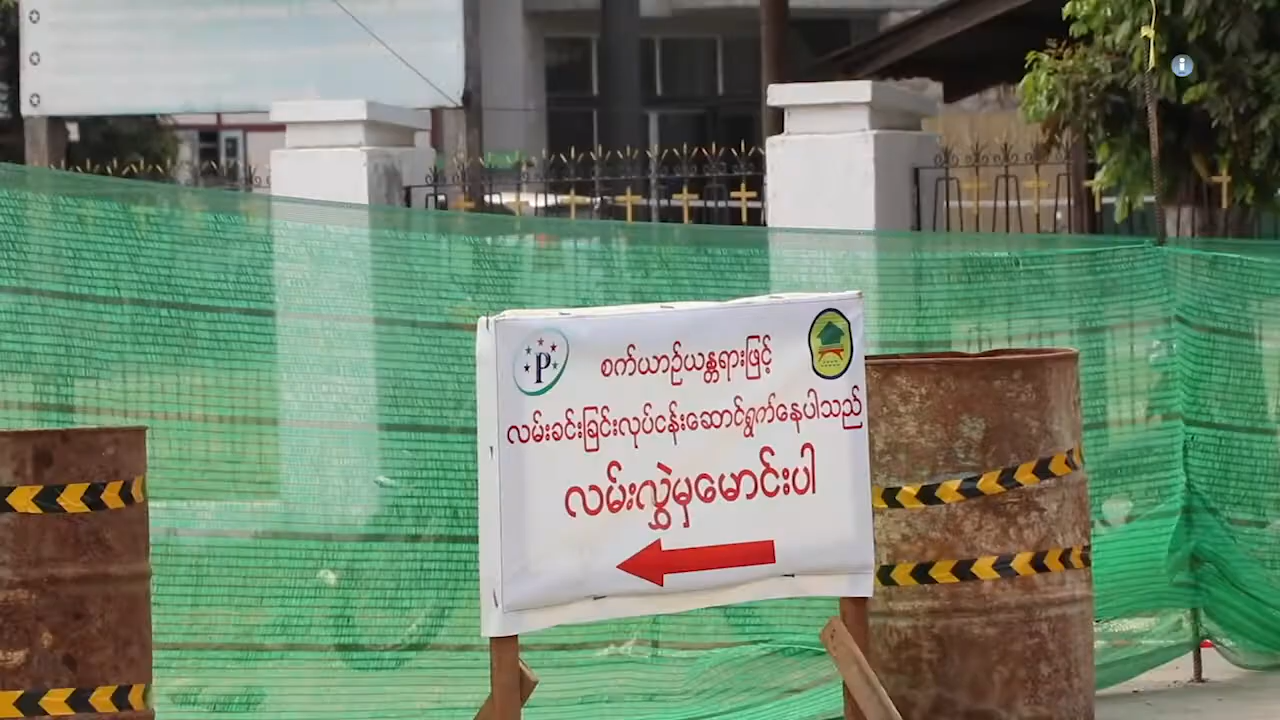 P
စက်ယာဉ်ယန္တရားဖြင့်
လမ်းခင်းခြင်းလုပ်ငန်းဆောင်ရွက်နေပါသည်
လမ်းလွှဲမှမောင်းပါ